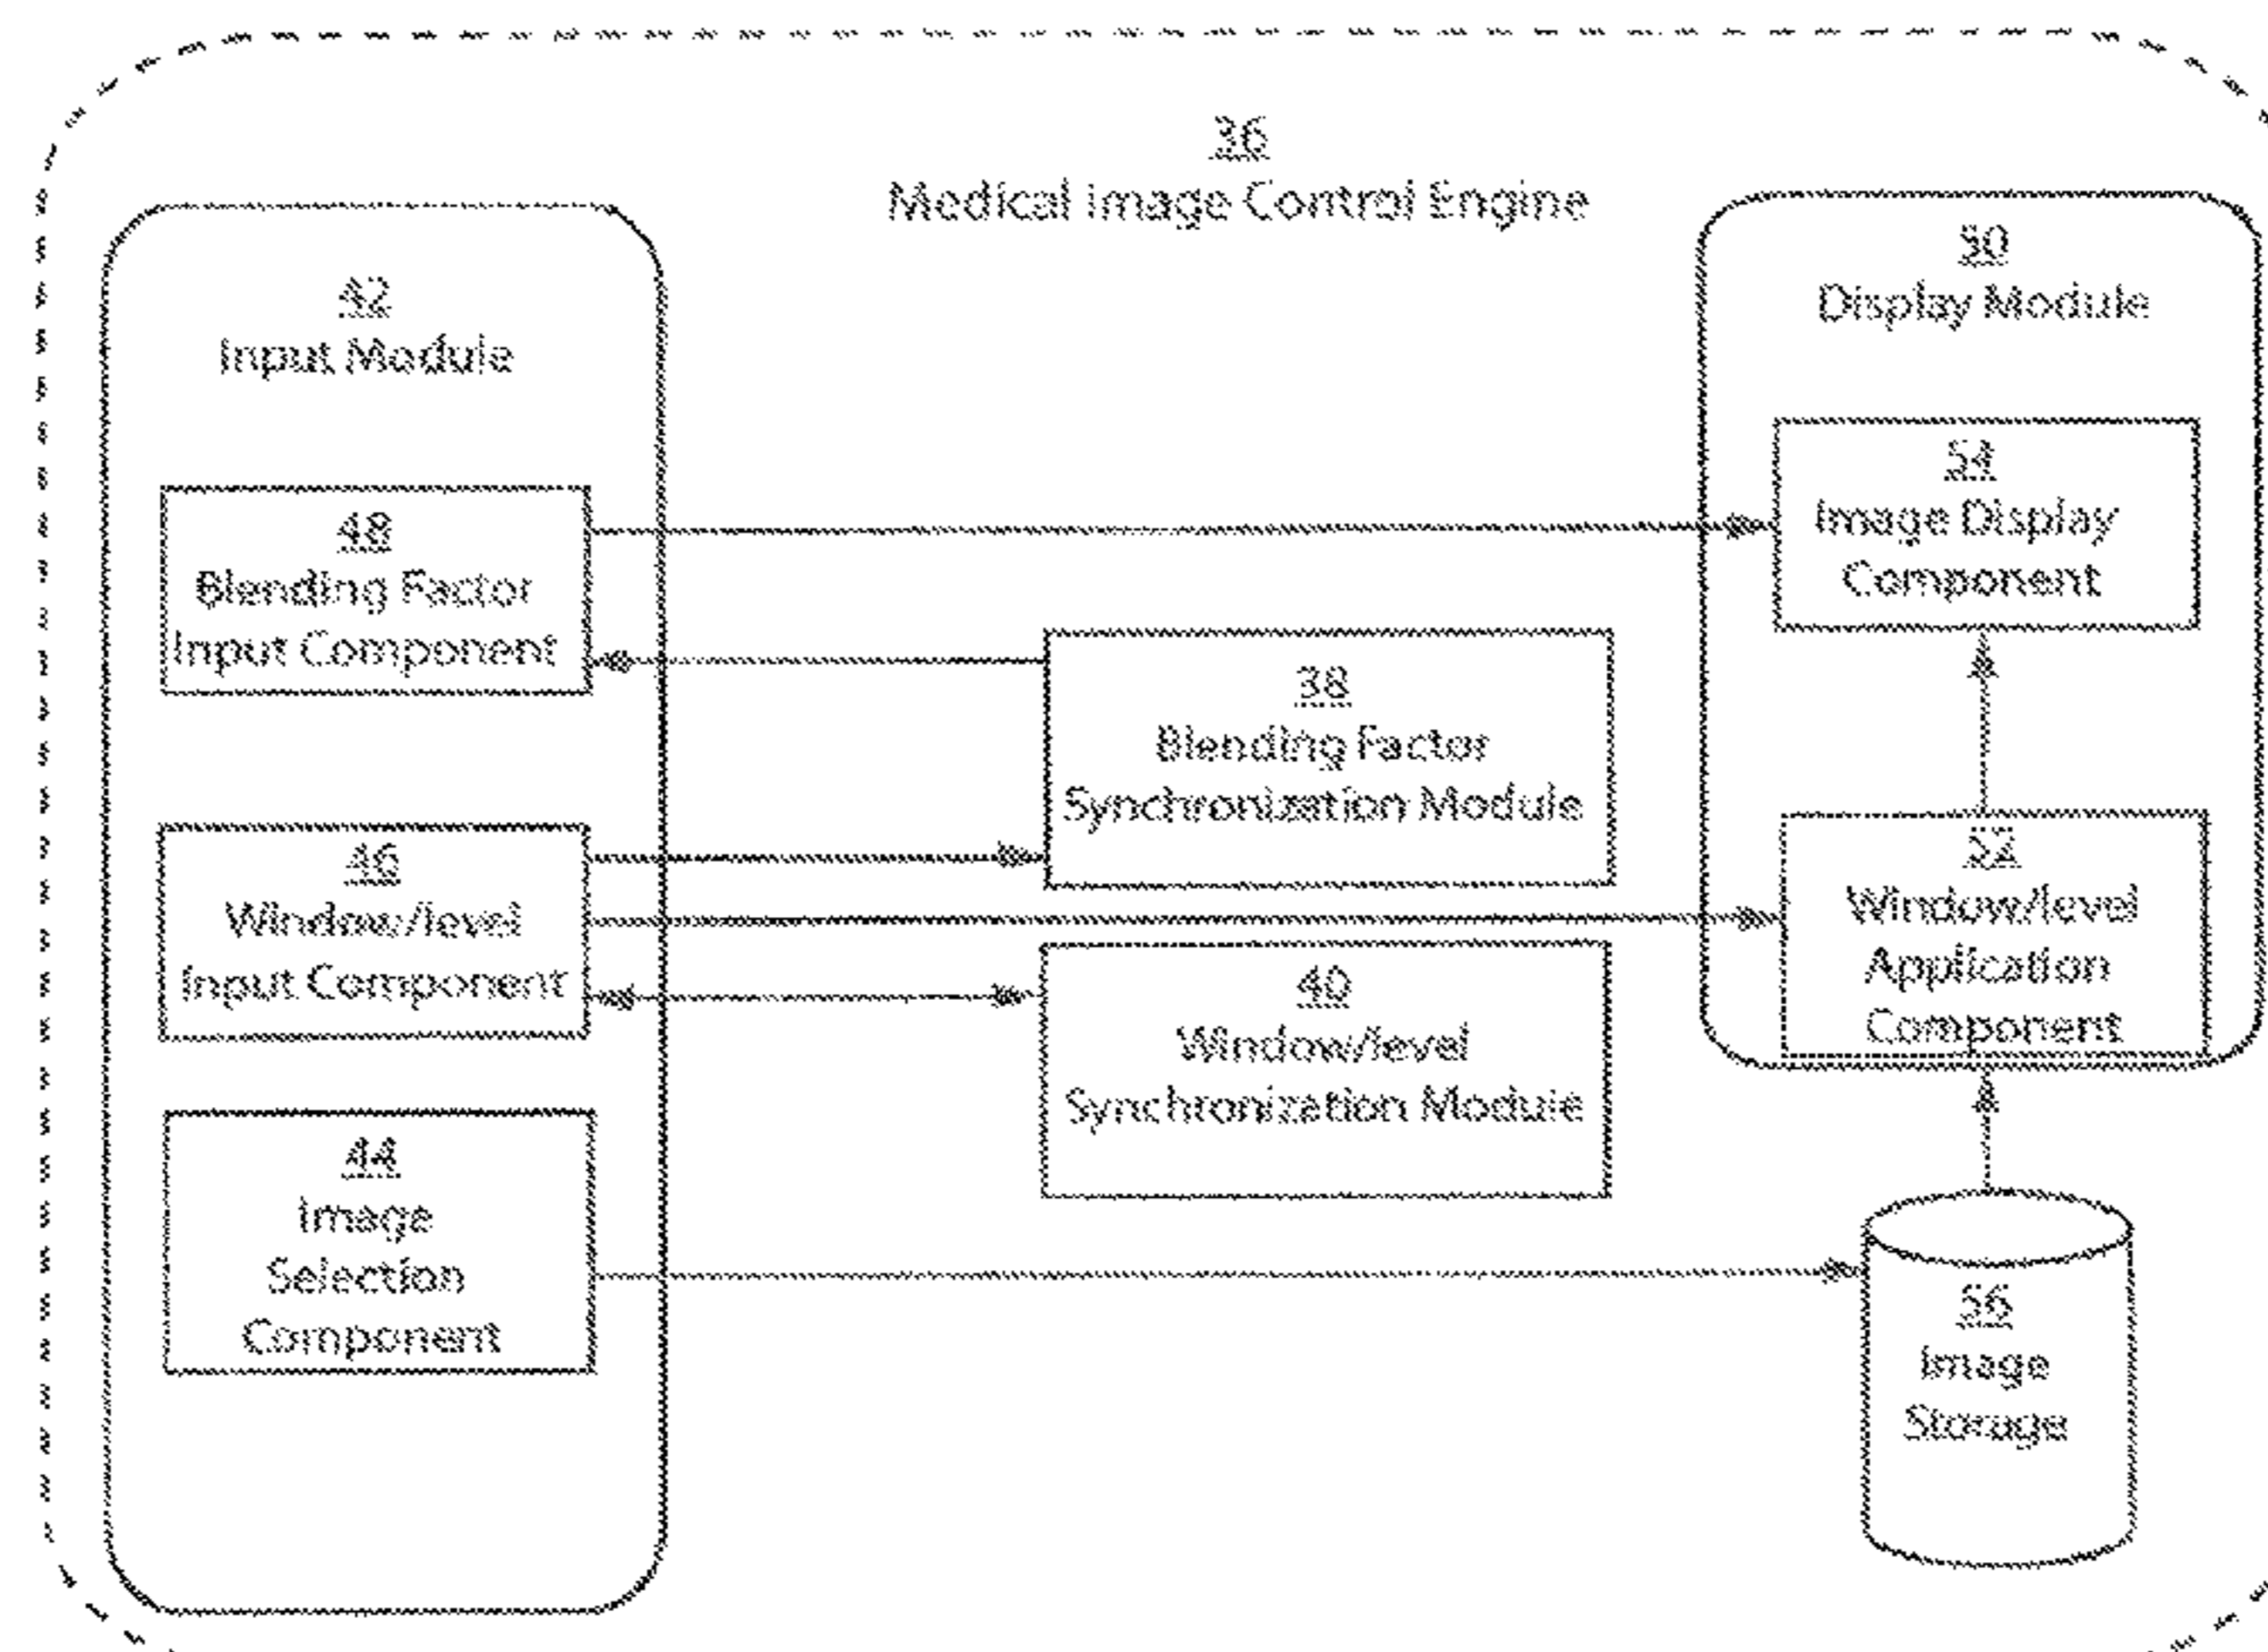 36
Medical Image Control Engine
42
Input Module
48
Blending Factor
Input Component
46
Window/level
Input Component
44
Image
Selection
Component
38
Blending Factor
Synchronization Module
40
Window/level
Synchronization Module
50
Display Module
54
Image Display
Component
52
Window/level
Application
Component
56
Image
Storage